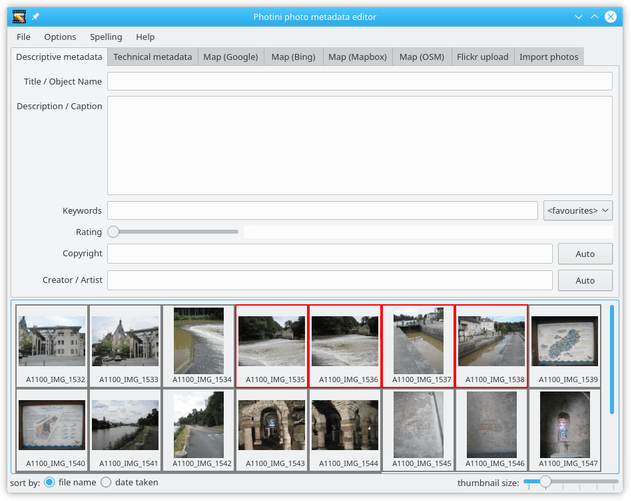 Photini photo metadata editor
File Options Spelling Help
Descriptive metadata Technical metadata Map (Google) Map (Bing) Map (Mapbox) Map (OSM) Flickr upload Import photos
Title / Object Name
Description / Caption
Keywords <favourites>
Rating
Copyright Auto
Creator / Artist Auto
A1100_IMG_1532 A1100_IMG_1533 A1100_IMG_1534 A1100_IMG_1535 A1100_IMG_1536 A1100_IMG_1537 A1100_IMG_1538 A1100_IMG_1539
A1100_IMG_1540 A1100_IMG_1541 A1100_IMG_1542 A1100_IMG_1543 A1100_IMG_1544 A1100_IMG_1545 A1100_IMG_1546 A1100_IMG_1547
sort by: file name date taken thumbnail size: